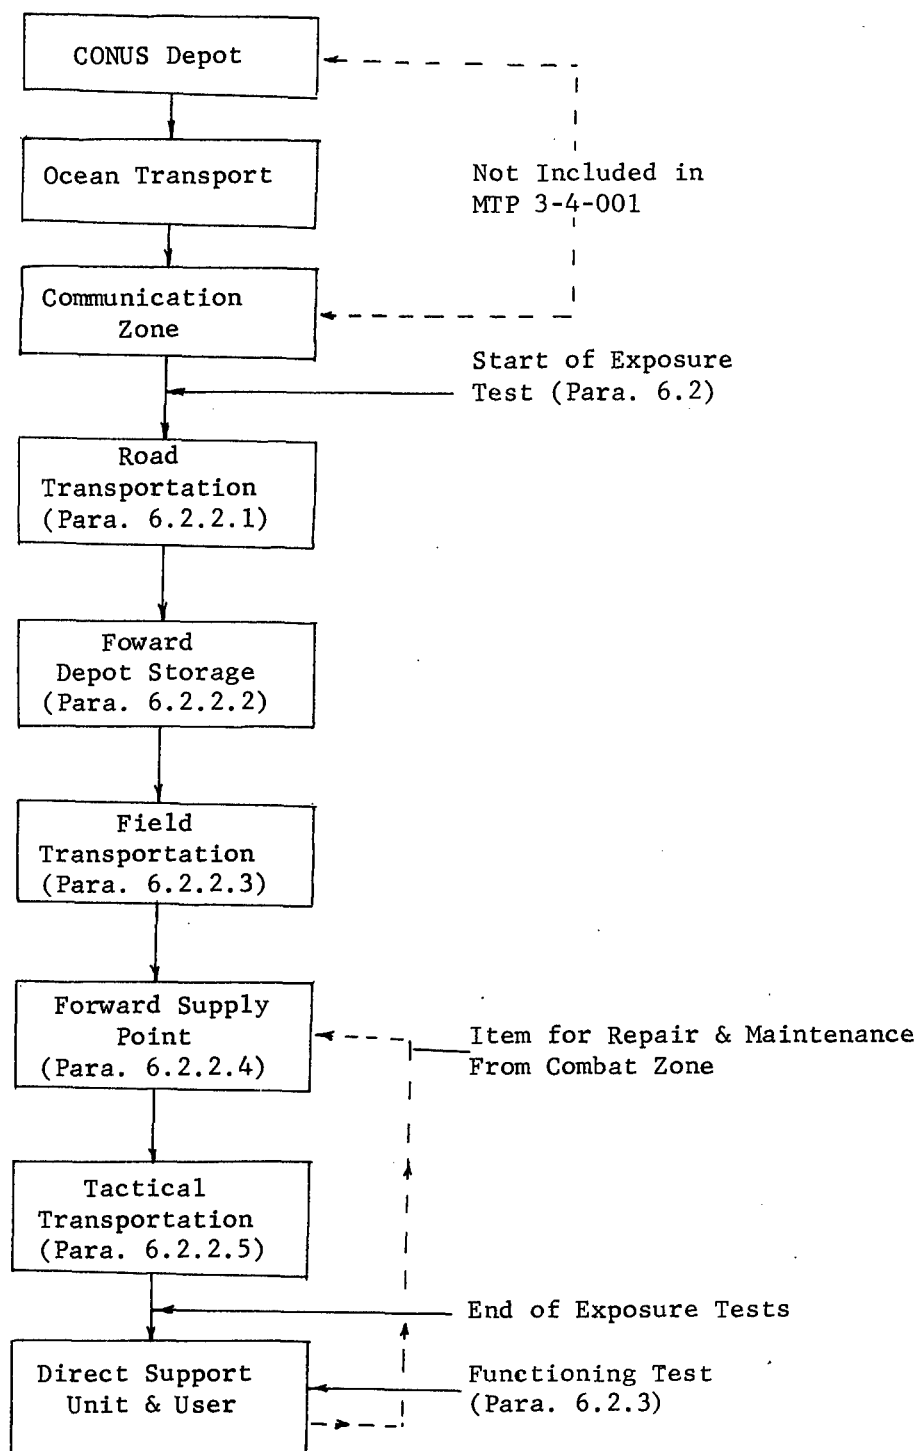 CONUS Depot
Ocean Transport
Not Included in
MTP 3-4-001
Communication
Zone
Start of Exposure
Test (Para. 6.2)
Road
Transportation
(Para. 6.2.2.1)
Foward
Depot Storage
(Para. 6.2.2.2)
Field
Transportation
(Para. 6.2.2.3)
Forward Supply
Point
(Para. 6.2.2.4)
Item for Repair & Maintenance
From Combat Zone
Tactical
Transportation
(Para. 6.2.2.5)
End of Exposure Tests
Direct Support
Unit & User
Functioning Test
(Para. 6.2.3)